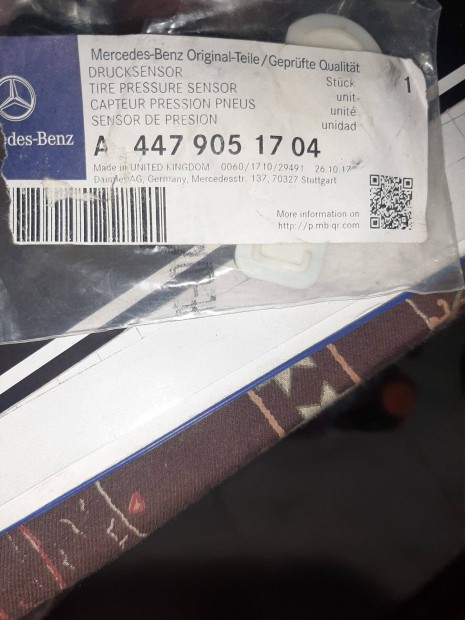 Mercedes-Benz Original-Teile/Geprüfte Qualität
DRUCKSENSOR
Stück
1
TIRE PRESSURE SENSOR
unit
CAPTEUR PRESSION PNEUS
unité
SENSOR DE PRESION
unidad
edes-Benz
A 447 905 17 04
Made in UNITED KINGDOM 0060/1710/29491 26.10.17
Daimler AG, Germany, Mercedesstr. 137, 70327 Stuttgart
More information on
http://p.mb-qr.com